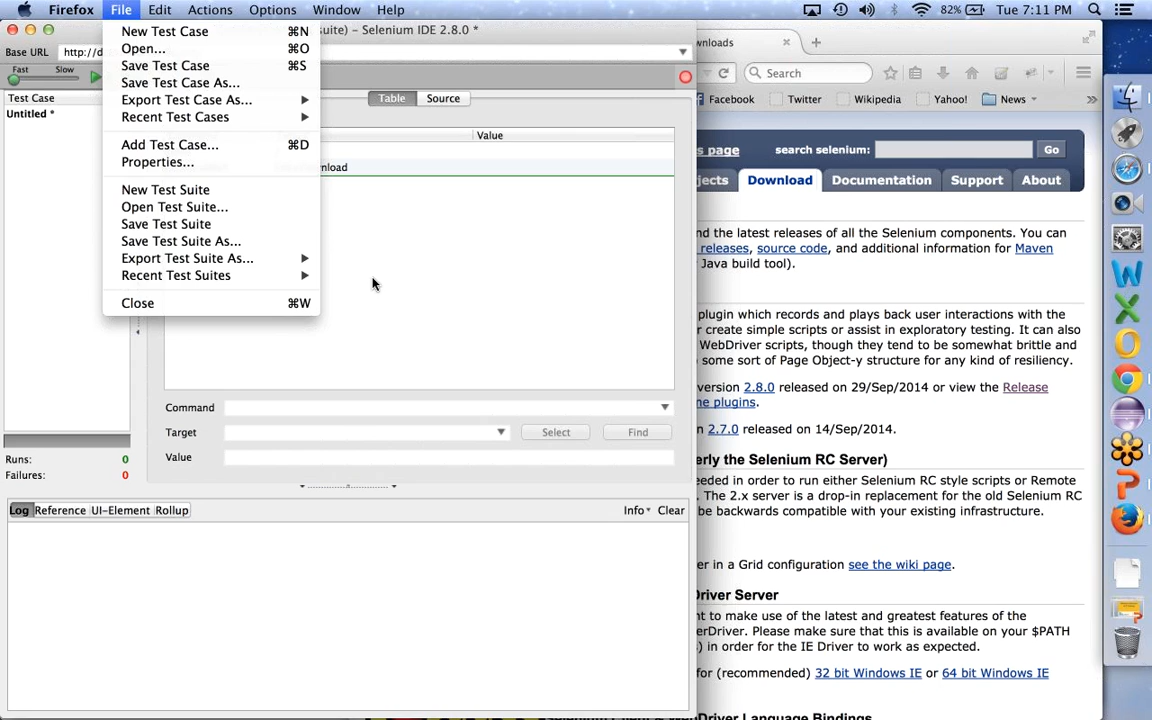 Firefox File Edit Actions Options Window Help 82% Tue 7:11 PM
suite) - Selenium IDE 2.8.0 *
Base URL http://d
Fast Slow
Test Case
Untitled *
Runs: 0
Failures: 0
New Test Case ⌘N
Open... ⌘O
Save Test Case ⌘S
Save Test Case As...
Export Test Case As...
Recent Test Cases
Add Test Case... ⌘D
Properties...
New Test Suite
Open Test Suite...
Save Test Suite
Save Test Suite As...
Export Test Suite As...
Recent Test Suites
Close ⌘W
Table Source
Value
nload
Command
Target Select Find
Value
Log Reference UI-Element Rollup Info Clear
wnloads
Search
Facebook Twitter Wikipedia Yahoo! News
s page search selenium: Go
jects Download Documentation Support About
nd the latest releases of all the Selenium components. You can
releases, source code, and additional information for Maven
Java build tool).
plugin which records and plays back user interactions with the
r create simple scripts or assist in exploratory testing. It can also
WebDriver scripts, though they tend to be somewhat brittle and
some sort of Page Object-y structure for any kind of resiliency.
version 2.8.0 released on 29/Sep/2014 or view the Release
ne plugins.
n 2.7.0 released on 14/Sep/2014.
erly the Selenium RC Server)
eeded in order to run either Selenium RC style scripts or Remote
. The 2.x server is a drop-in replacement for the old Selenium RC
be backwards compatible with your existing infrastructure.
er in a Grid configuration see the wiki page.
Driver Server
nt to make use of the latest and greatest features of the
erDriver. Please make sure that this is available on your $PATH
) in order for the IE Driver to work as expected.
for (recommended) 32 bit Windows IE or 64 bit Windows IE